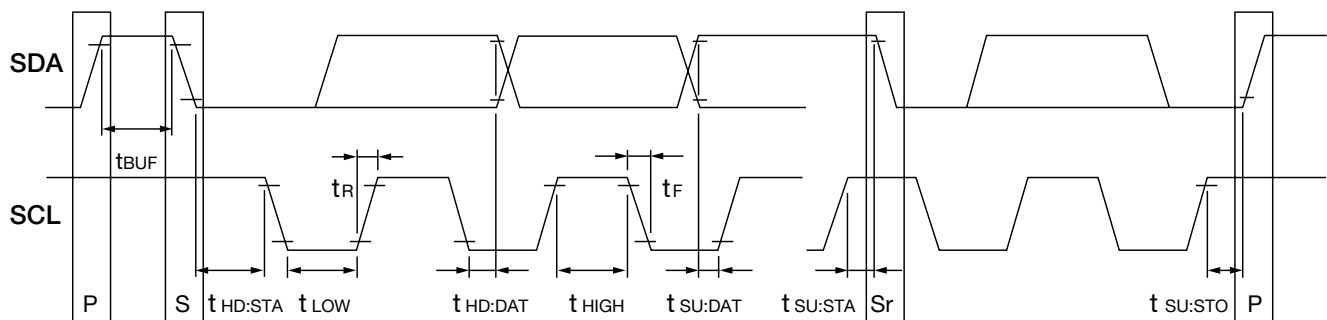 SDA
tBUF
tR
tF
SCL
P
S
t HD:STA
t LOW
t HD:DAT
t HIGH
t SU:DAT
t SU:STA
Sr
t SU:STO
P